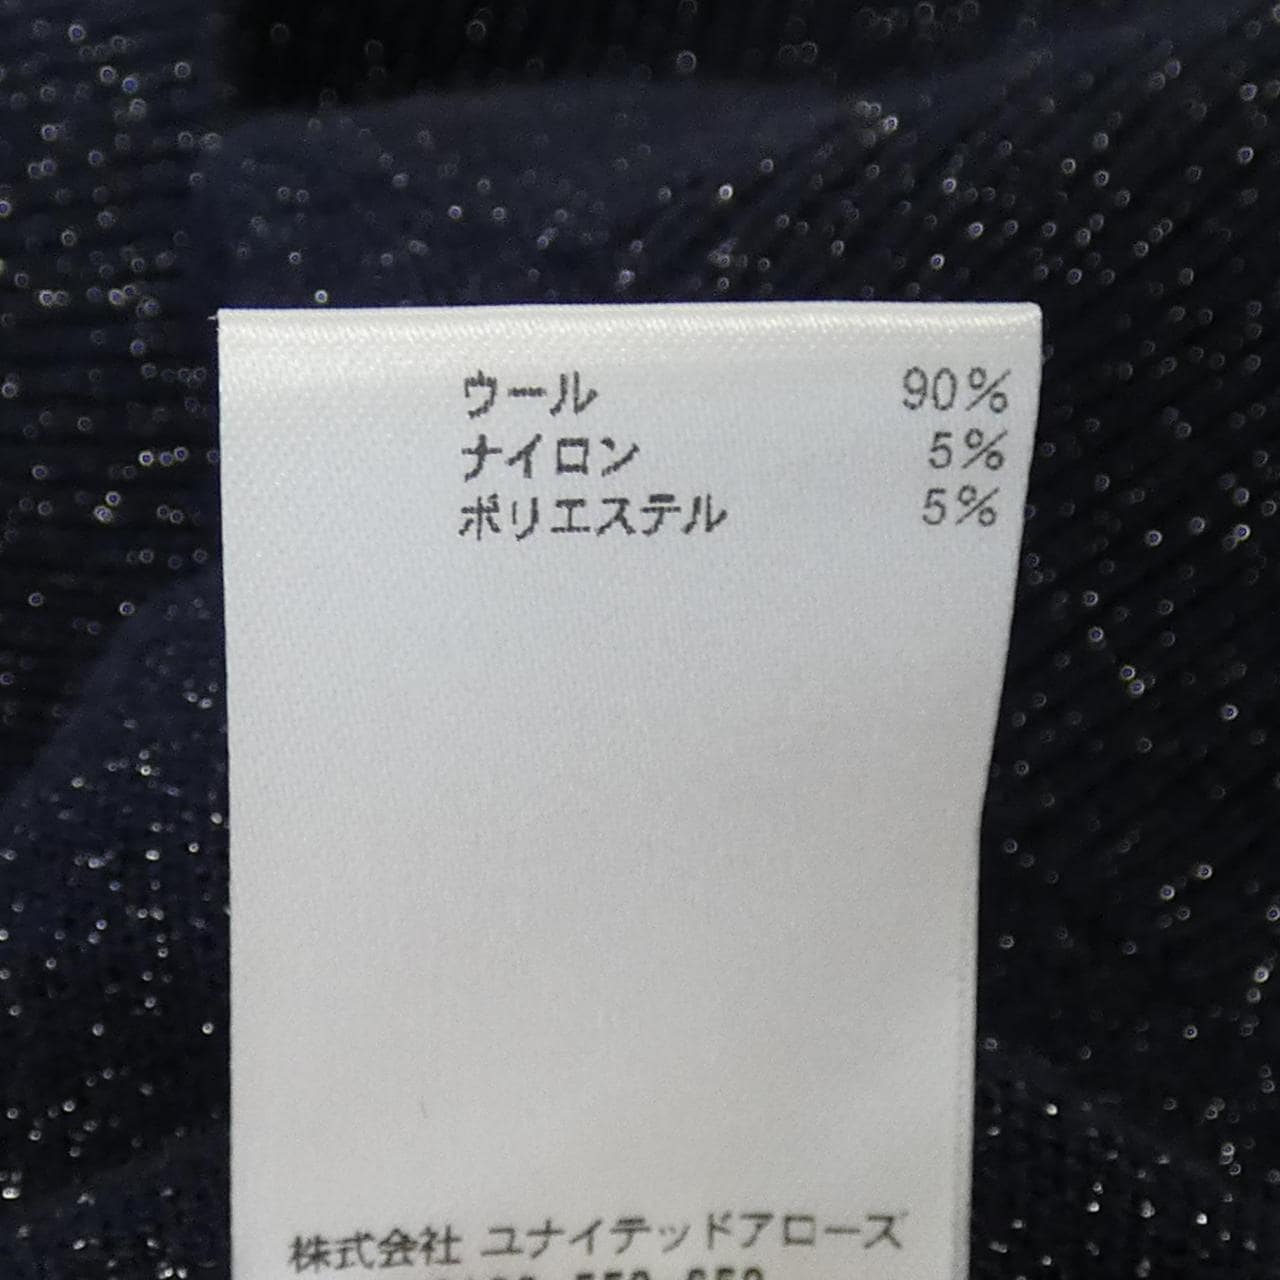 ウール 90%
ナイロン 5%
ポリエステル 5%
株式会社 ユナイテッドアローズ